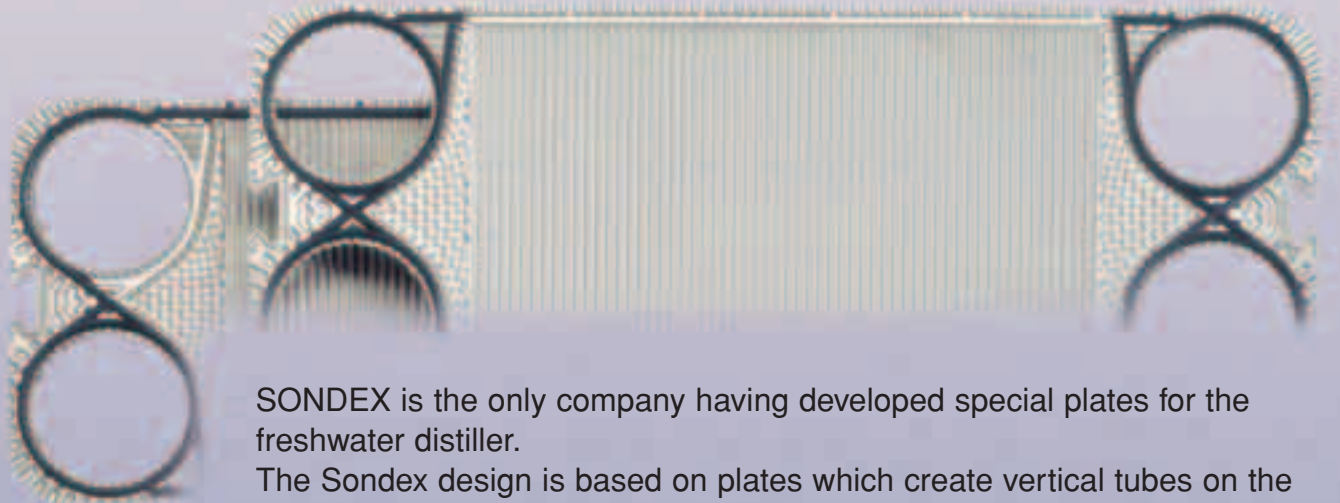 SONDEX is the only company having developed special plates for the
freshwater distiller.
The Sondex design is based on plates which create vertical tubes on the